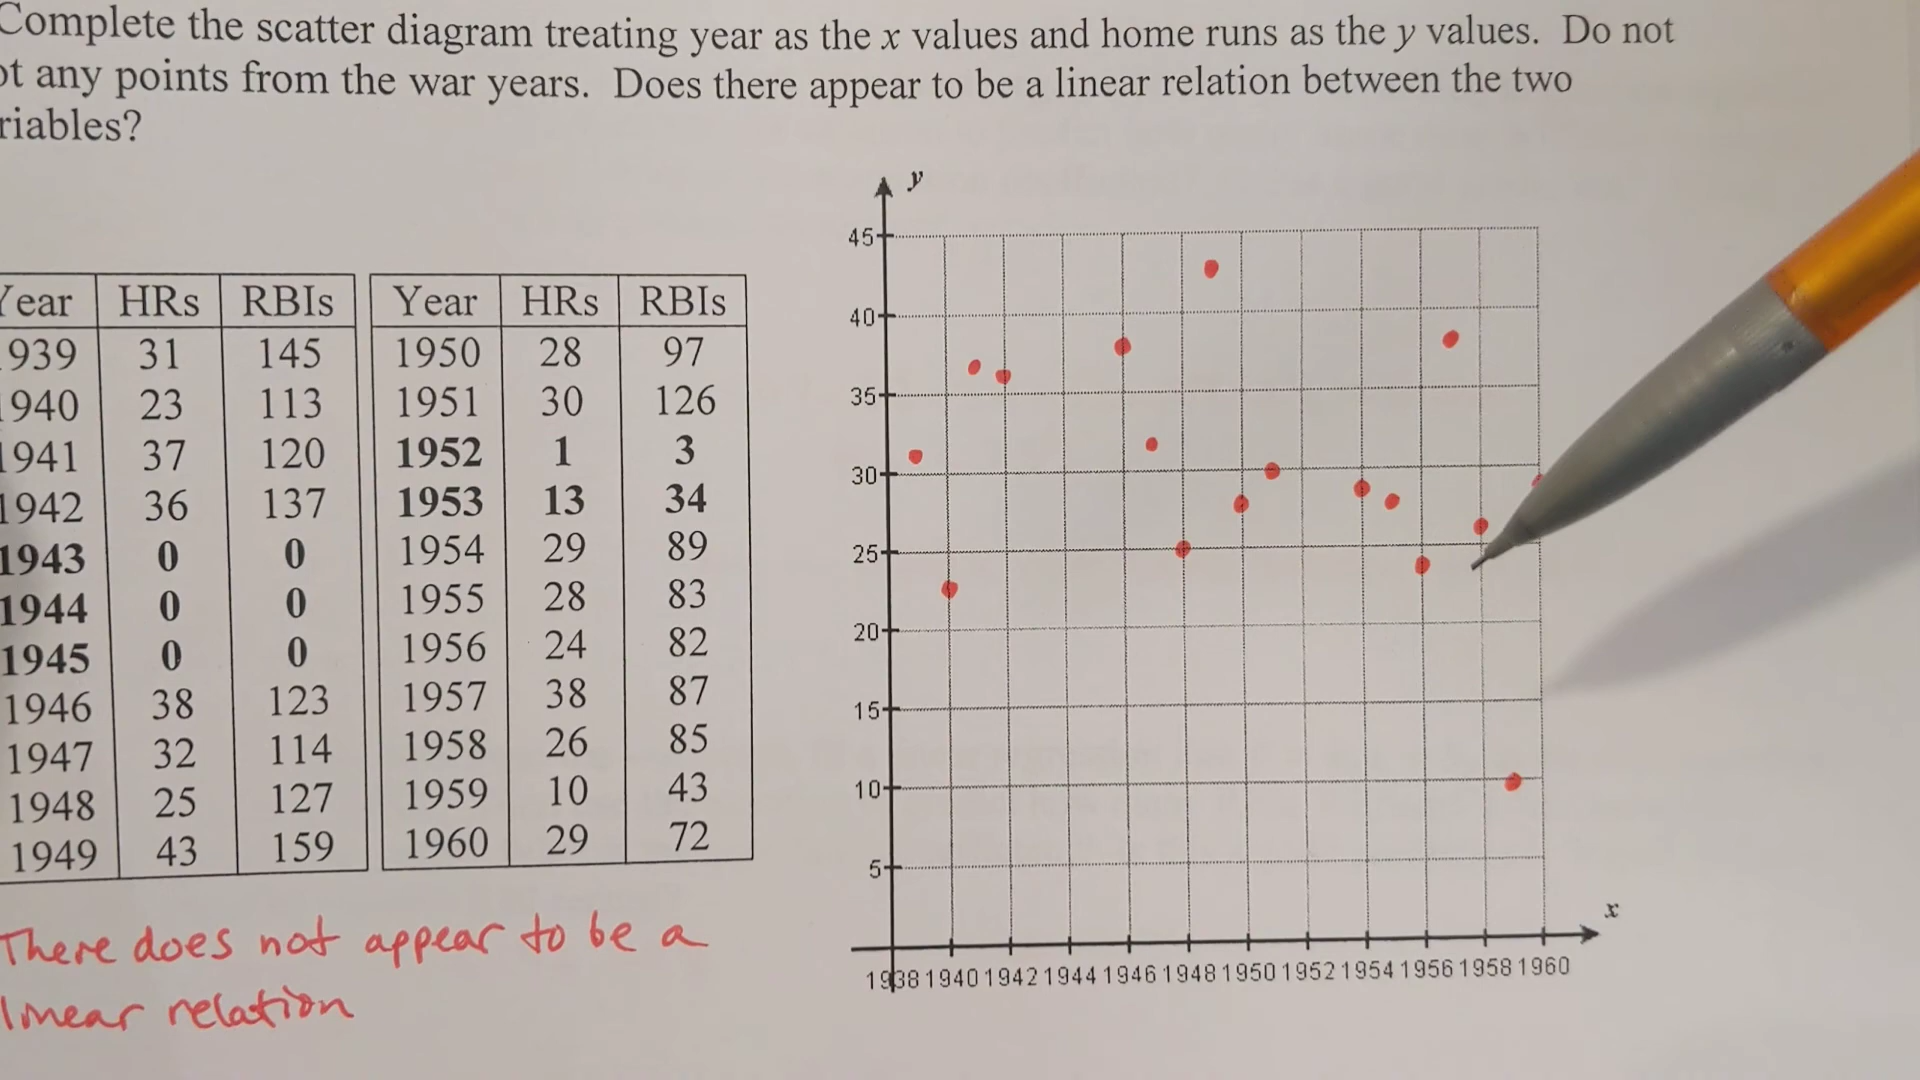 Complete the scatter diagram treating year as the x values and home runs as the y values. Do not
ot any points from the war years. Does there appear to be a linear relation between the two
riables?
Year HRs RBIs Year HRs RBIs
939 31 145 1950 28 97
940 23 113 1951 30 126
1941 37 120 1952 1 3
1942 36 137 1953 13 34
1943 0 0 1954 29 89
1944 0 0 1955 28 83
1945 0 0 1956 24 82
1946 38 123 1957 38 87
1947 32 114 1958 26 85
1948 25 127 1959 10 43
1949 43 159 1960 29 72
There does not appear to be a
linear relation
y
45
40
35
30
25
20
15
10
5
x
1938 1940 1942 1944 1946 1948 1950 1952 1954 1956 1958 1960